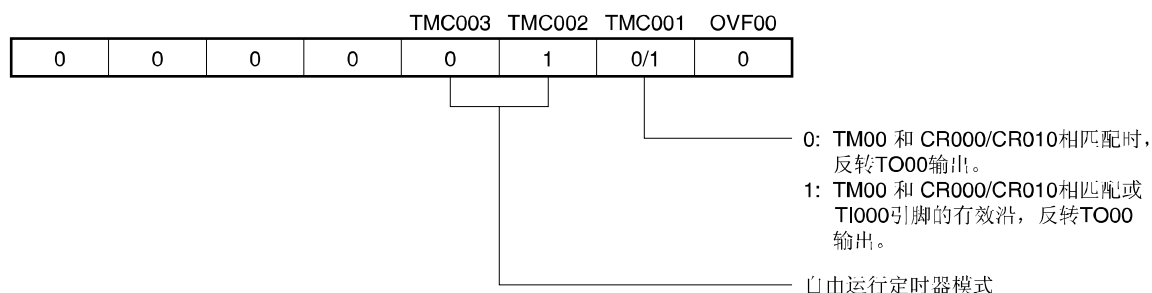 TMC003 TMC002 TMC001 OVF00
0 0 0 0 0 1 0/1 0
0: TM00 和 CR000/CR010相匹配时，
反转TO00输出。
1: TM00 和 CR000/CR010相匹配或
TI000引脚的有效沿，反转TO00
输出。
自由运行定时器模式